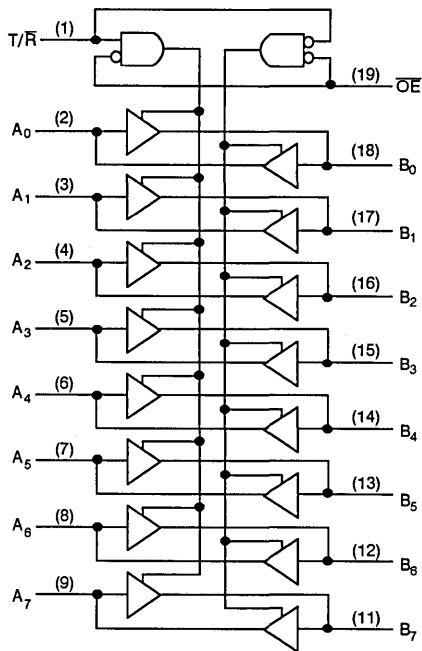 T/R̅ (1)
(19) O̅E̅
A0 (2)
(18) B0
A1 (3)
(17) B1
A2 (4)
(16) B2
A3 (5)
(15) B3
A4 (6)
(14) B4
A5 (7)
(13) B5
A6 (8)
(12) B6
A7 (9)
(11) B7